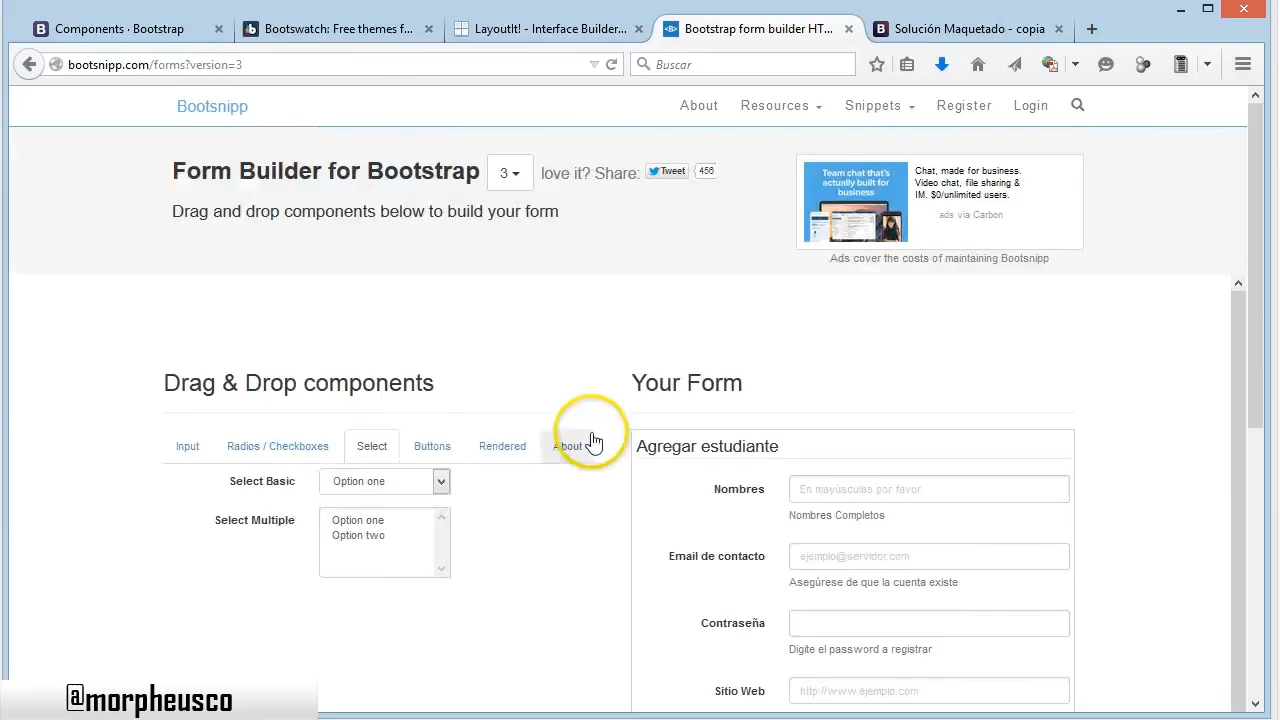 Components · Bootstrap
Bootswatch: Free themes f...
LayoutIt! - Interface Builder...
Bootstrap form builder HT...
Solución Maquetado - copia
bootsnipp.com/forms?version=3
Buscar
Bootsnipp
About
Resources
Snippets
Register
Login
Form Builder for Bootstrap
3
love it? Share:
Tweet
456
Drag and drop components below to build your form
Team chat that's
actually built for
business
Chat, made for business.
Video chat, file sharing &
IM. $0/unlimited users.
ads via Carbon
Ads cover the costs of maintaining Bootsnipp
Drag & Drop components
Your Form
Input
Radios / Checkboxes
Select
Buttons
Rendered
About
Select Basic
Option one
Select Multiple
Option one
Option two
Agregar estudiante
Nombres
En mayúsculas por favor
Nombres Completos
Email de contacto
ejemplo@servidor.com
Asegúrese de que la cuenta existe
Contraseña
Digite el password a registrar
Sitio Web
http://www.ejemplo.com
@morpheusco